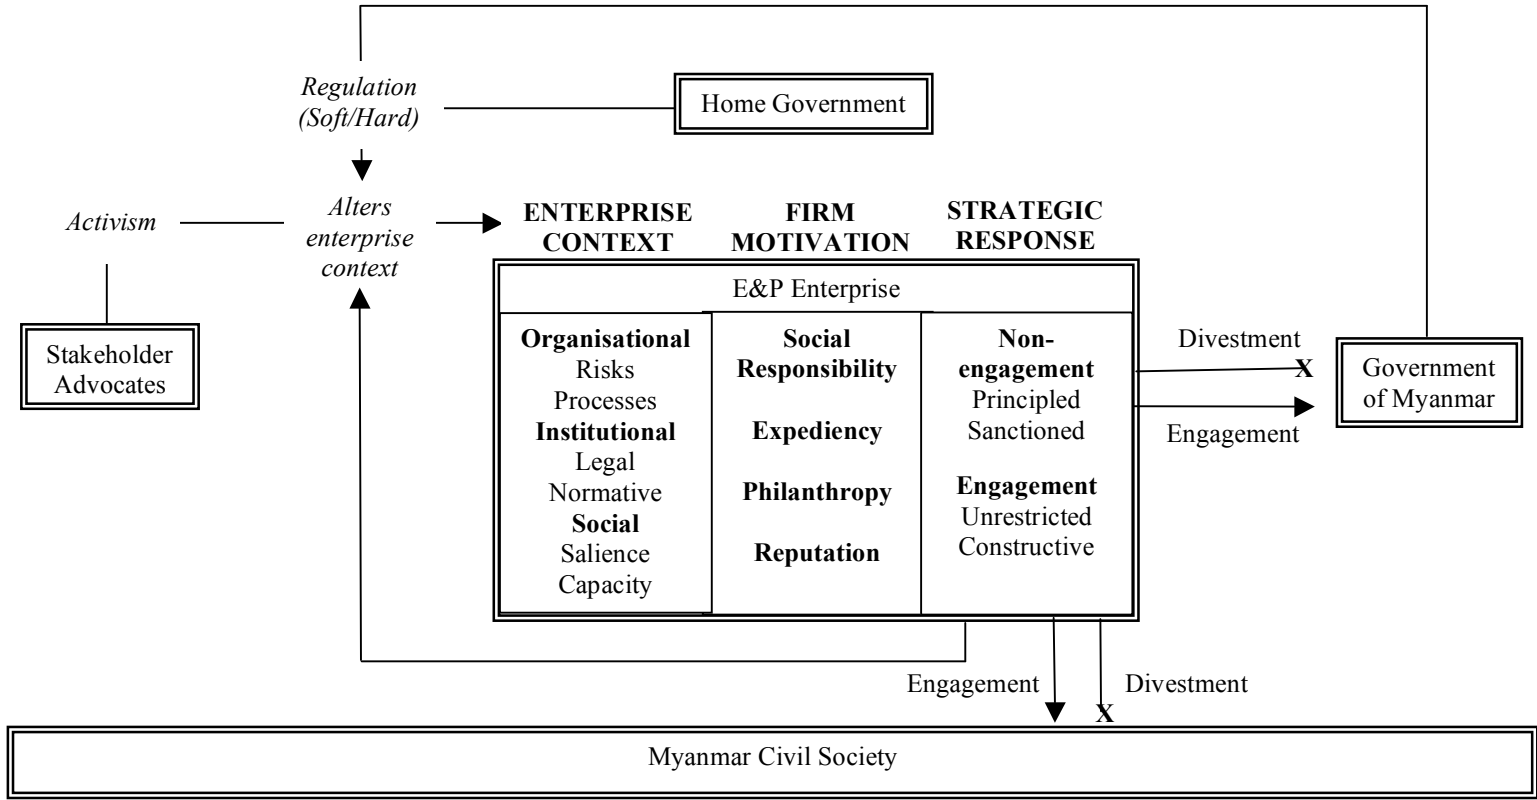 Regulation
(Soft/Hard)
Home Government
Activism
Alters
enterprise
context
ENTERPRISE
CONTEXT
FIRM
MOTIVATION
STRATEGIC
RESPONSE
E&P Enterprise
Stakeholder
Advocates
Organisational
Risks
Processes
Institutional
Legal
Normative
Social
Salience
Capacity
Social
Responsibility
Expediency
Philanthropy
Reputation
Non-
engagement
Principled
Sanctioned
Engagement
Unrestricted
Constructive
Divestment
X
Engagement
Government
of Myanmar
Engagement
Divestment
X
Myanmar Civil Society